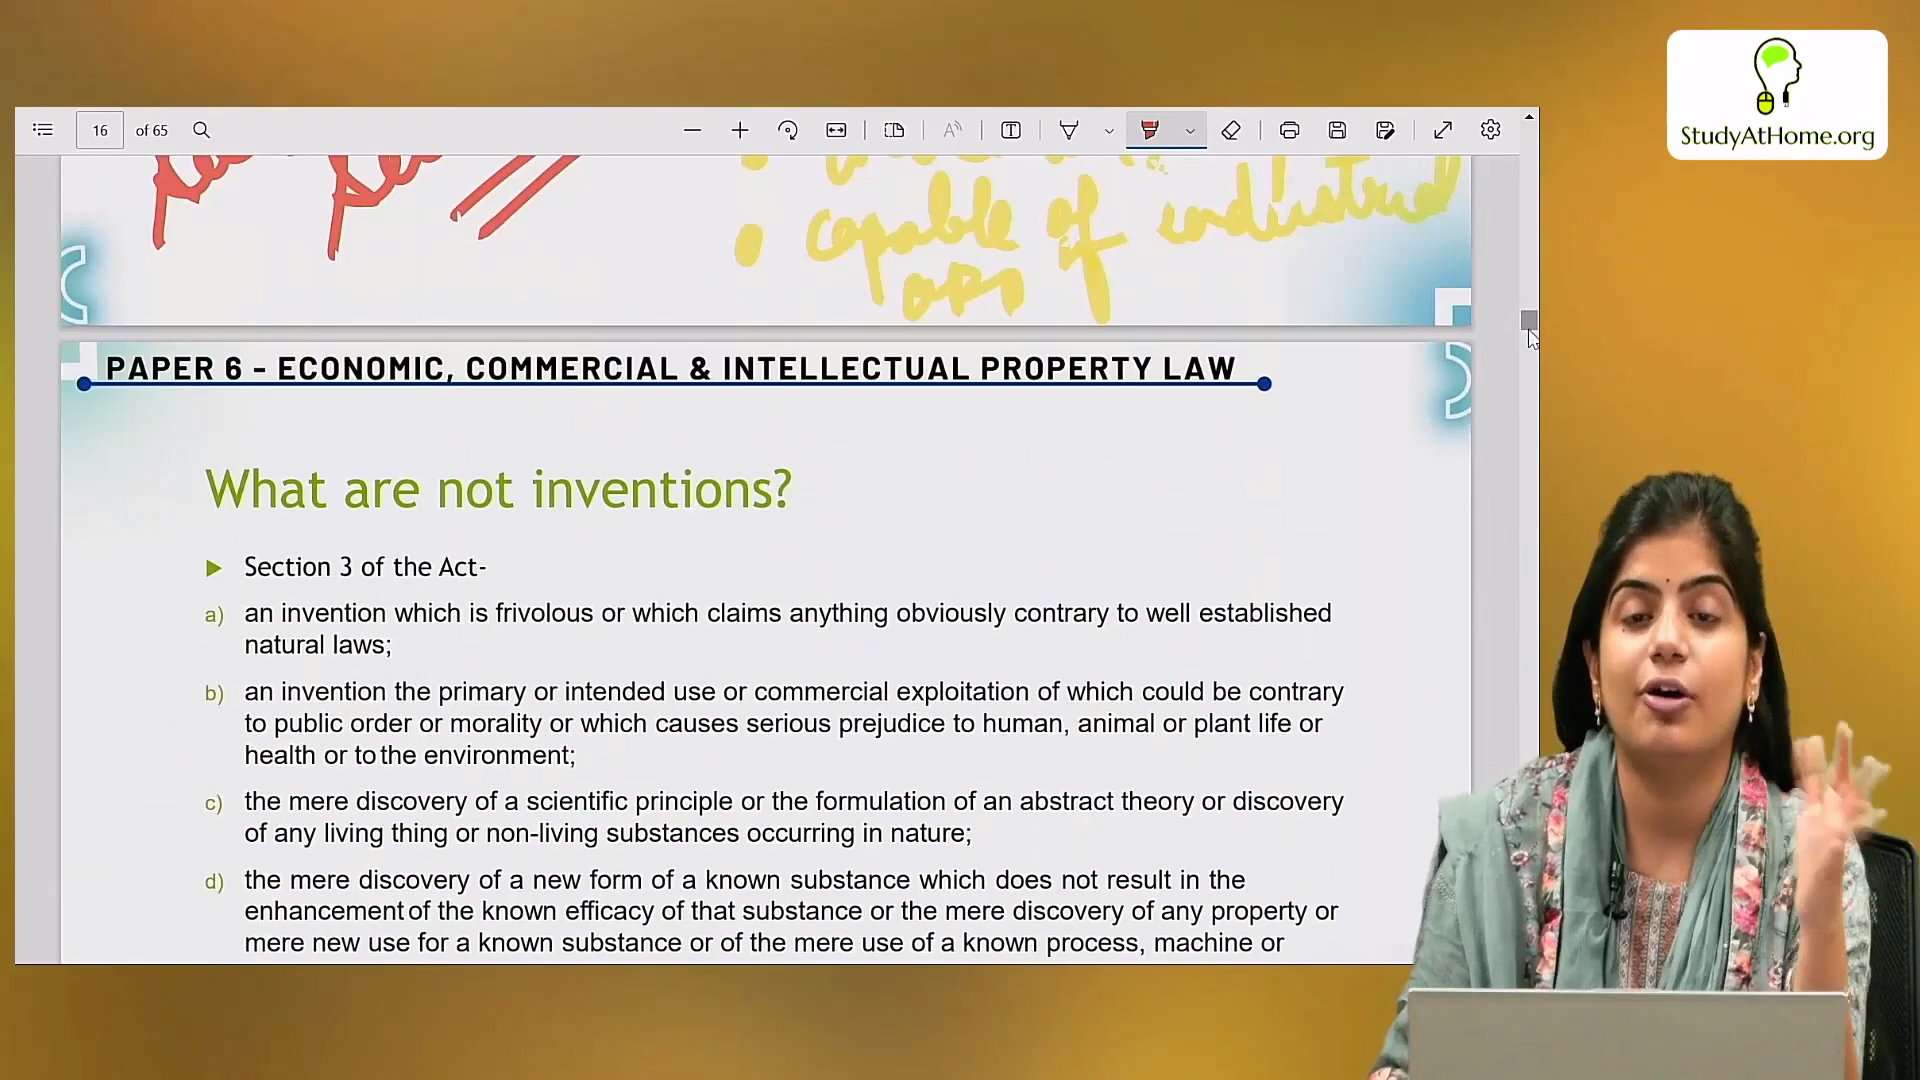 StudyAtHome.org
16 of 65
capable of industrial
PAPER 6 - ECONOMIC, COMMERCIAL & INTELLECTUAL PROPERTY LAW
What are not inventions?
Section 3 of the Act-
a) an invention which is frivolous or which claims anything obviously contrary to well established
natural laws;
b) an invention the primary or intended use or commercial exploitation of which could be contrary
to public order or morality or which causes serious prejudice to human, animal or plant life or
health or to the environment;
c) the mere discovery of a scientific principle or the formulation of an abstract theory or discovery
of any living thing or non-living substances occurring in nature;
d) the mere discovery of a new form of a known substance which does not result in the
enhancement of the known efficacy of that substance or the mere discovery of any property or
mere new use for a known substance or of the mere use of a known process, machine or